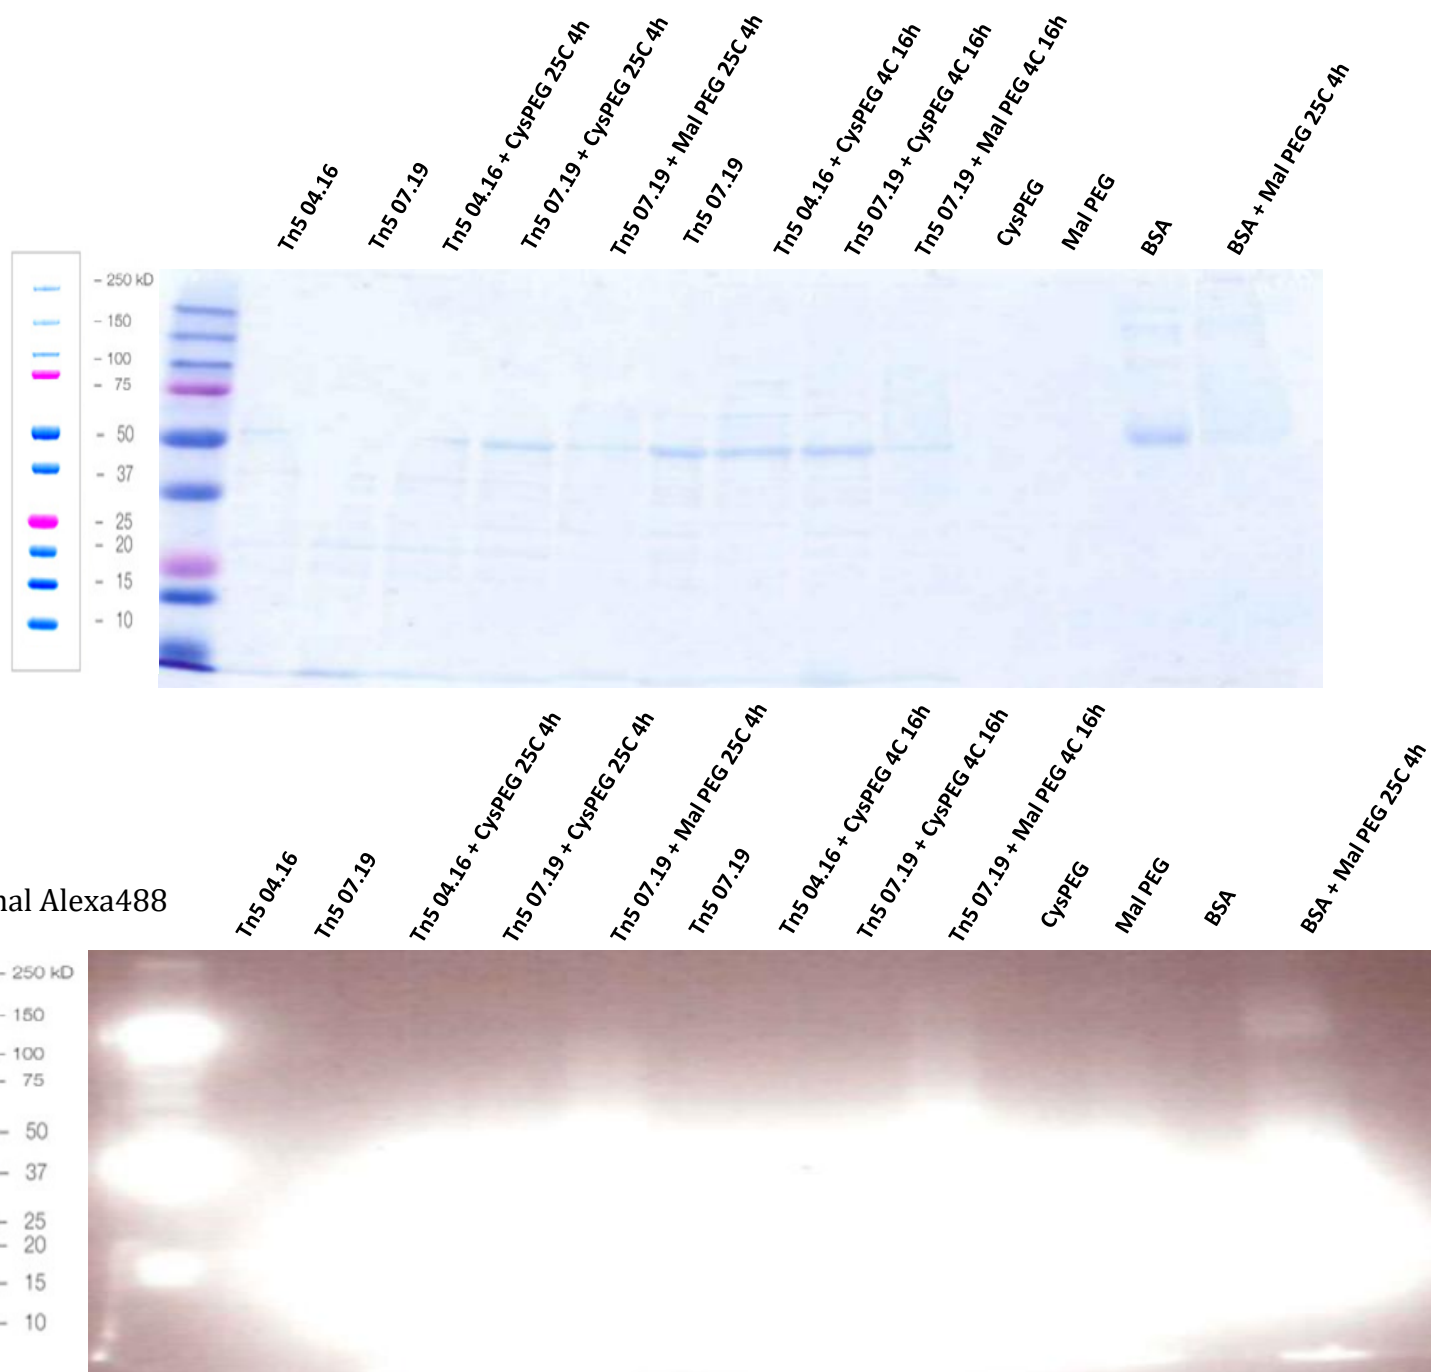 Tn5 04.16
Tn5 07.19
Tn5 04.16 + CysPEG 25C 4h
Tn5 07.19 + CysPEG 25C 4h
Tn5 07.19 + Mal PEG 25C 4h
Tn5 07.19
Tn5 04.16 + CysPEG 4C 16h
Tn5 07.19 + CysPEG 4C 16h
Tn5 07.19 + Mal PEG 4C 16h
CysPEG
Mal PEG
BSA
BSA + Mal PEG 25C 4h
- 250 kD
- 150
- 100
- 75
- 50
- 37
- 25
- 20
- 15
- 10
Tn5 04.16
Tn5 07.19
Tn5 04.16 + CysPEG 25C 4h
Tn5 07.19 + CysPEG 25C 4h
Tn5 07.19 + Mal PEG 25C 4h
Tn5 07.19
Tn5 04.16 + CysPEG 4C 16h
Tn5 07.19 + CysPEG 4C 16h
Tn5 07.19 + Mal PEG 4C 16h
CysPEG
Mal PEG
BSA
BSA + Mal PEG 25C 4h
nal Alexa488
- 250 kD
- 150
- 100
- 75
- 50
- 37
- 25
- 20
- 15
- 10